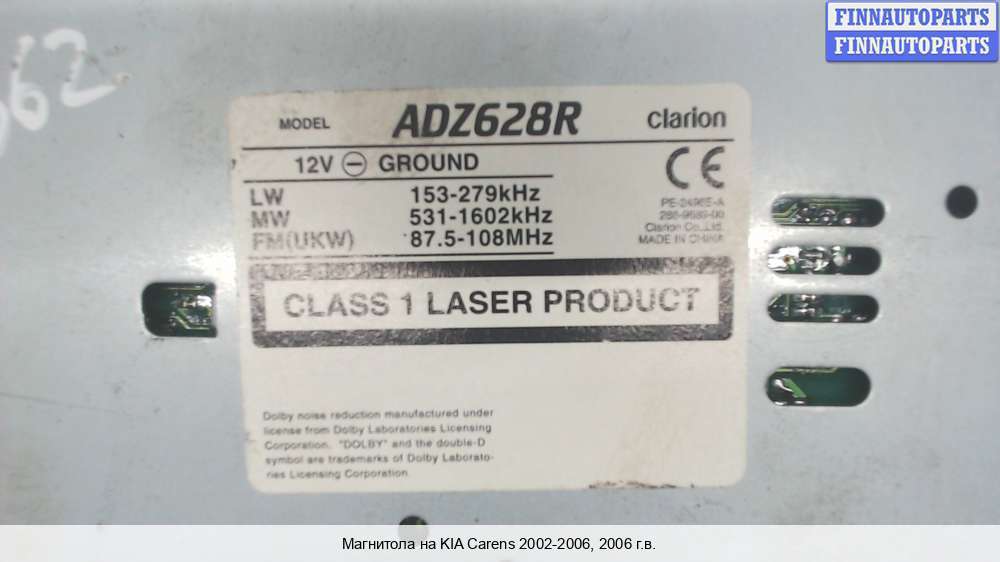 FINNAUTOPARTS
FINNAUTOPARTS
662
MODEL ADZ628R clarion
12V ⊖ GROUND
CE
LW 153-279kHz
MW 531-1602kHz
FM(UKW) 87.5-108MHz
Clarion Co.,Ltd.
MADE IN CHINA
CLASS 1 LASER PRODUCT
Dolby noise reduction manufactured under
license from Dolby Laboratories Licensing
Corporation. "DOLBY" and the double-D
symbol are trademarks of Dolby Laborato-
ries Licensing Corporation.
Магнитола на KIA Carens 2002-2006, 2006 г.в.